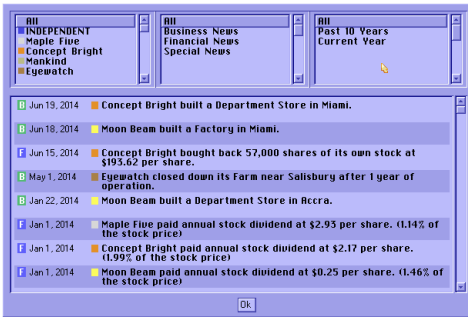 All
INDEPENDENT
Maple Five
Concept Bright
Mankind
Eyewatch
All
Business News
Financial News
Special News
All
Past 10 Years
Current Year
B Jun 19, 2014 Concept Bright built a Department Store in Miami.
B Jun 18, 2014 Moon Beam built a Factory in Miami.
F Jun 15, 2014 Concept Bright bought back 57,000 shares of its own stock at
$193.62 per share.
B May 1, 2014 Eyewatch closed down its Farm near Salisbury after 1 year of
operation.
B Jan 22, 2014 Moon Beam built a Department Store in Accra.
F Jan 1, 2014 Maple Five paid annual stock dividend at $2.93 per share. (1.14% of
the stock price)
F Jan 1, 2014 Concept Bright paid annual stock dividend at $2.17 per share.
(1.99% of the stock price)
F Jan 1, 2014 Moon Beam paid annual stock dividend at $0.25 per share. (1.46% of
the stock price)
Ok